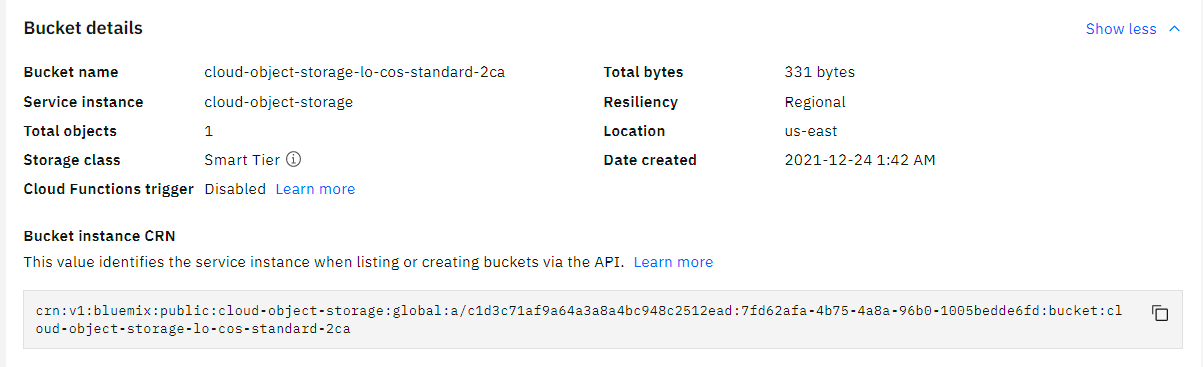 Bucket details
Show less
Bucket name cloud-object-storage-lo-cos-standard-2ca Total bytes 331 bytes
Service instance cloud-object-storage Resiliency Regional
Total objects 1 Location us-east
Storage class Smart Tier Date created 2021-12-24 1:42 AM
Cloud Functions trigger Disabled Learn more
Bucket instance CRN
This value identifies the service instance when listing or creating buckets via the API. Learn more
crn:v1:bluemix:public:cloud-object-storage:global:a/c1d3c71af9a64a3a8a4bc948c2512ead:7fd62afa-4b75-4a8a-96b0-1005bedde6fd:bucket:cl
oud-object-storage-lo-cos-standard-2ca